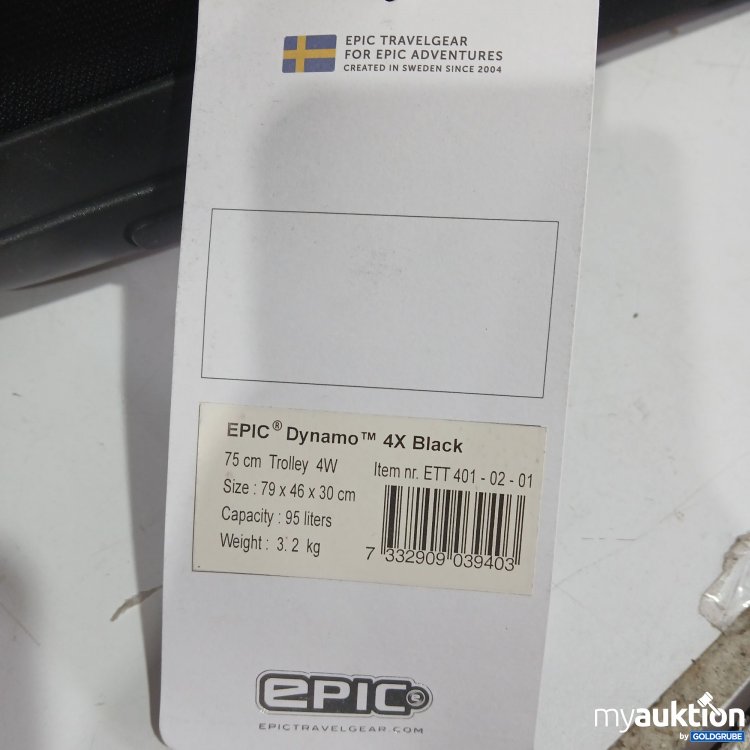 EPIC TRAVELGEAR
FOR EPIC ADVENTURES
CREATED IN SWEDEN SINCE 2004
EPIC® Dynamo™ 4X Black
75 cm Trolley 4W Item nr. ETT 401 - 02 - 01
Size : 79 x 46 x 30 cm
Capacity : 95 liters
Weight : 3. 2 kg
7 332909 039403
EPIC
EPICTRAVELGEAR.COM
myauktion
by GOLDGRUBE